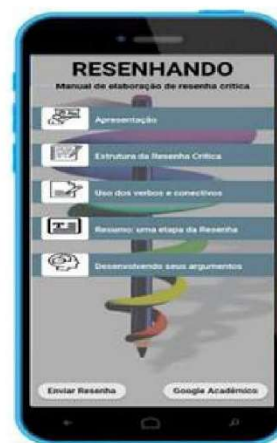 RESENHANDO
Manual de elaboração de resenha crítica
Apresentação
Estrutura da Resenha Crítica
Uso dos verbos e conectivos
Resumo: uma etapa da Resenha
Desenvolvendo seus argumentos
Enviar Resenha
Google Acadêmico